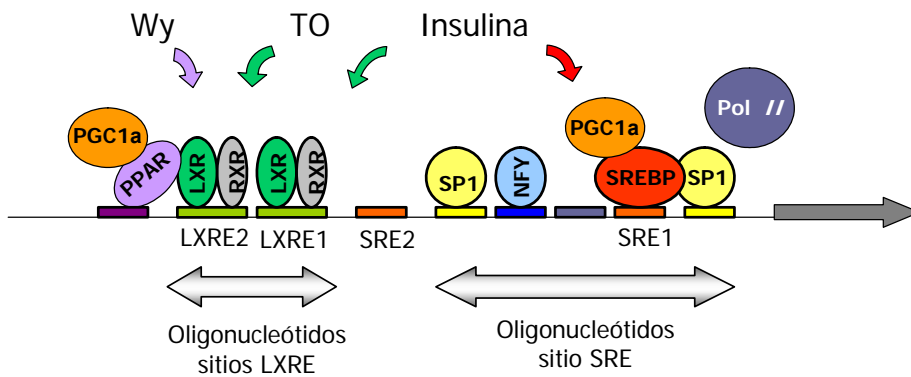 Wy TO Insulina
PGC1a PPAR LXR RXR LXR RXR SP1 NFY PGC1a SREBP SP1 Pol II
LXRE2 LXRE1 SRE2 SRE1
Oligonucleótidos
sitios LXRE
Oligonucleótidos
sitio SRE